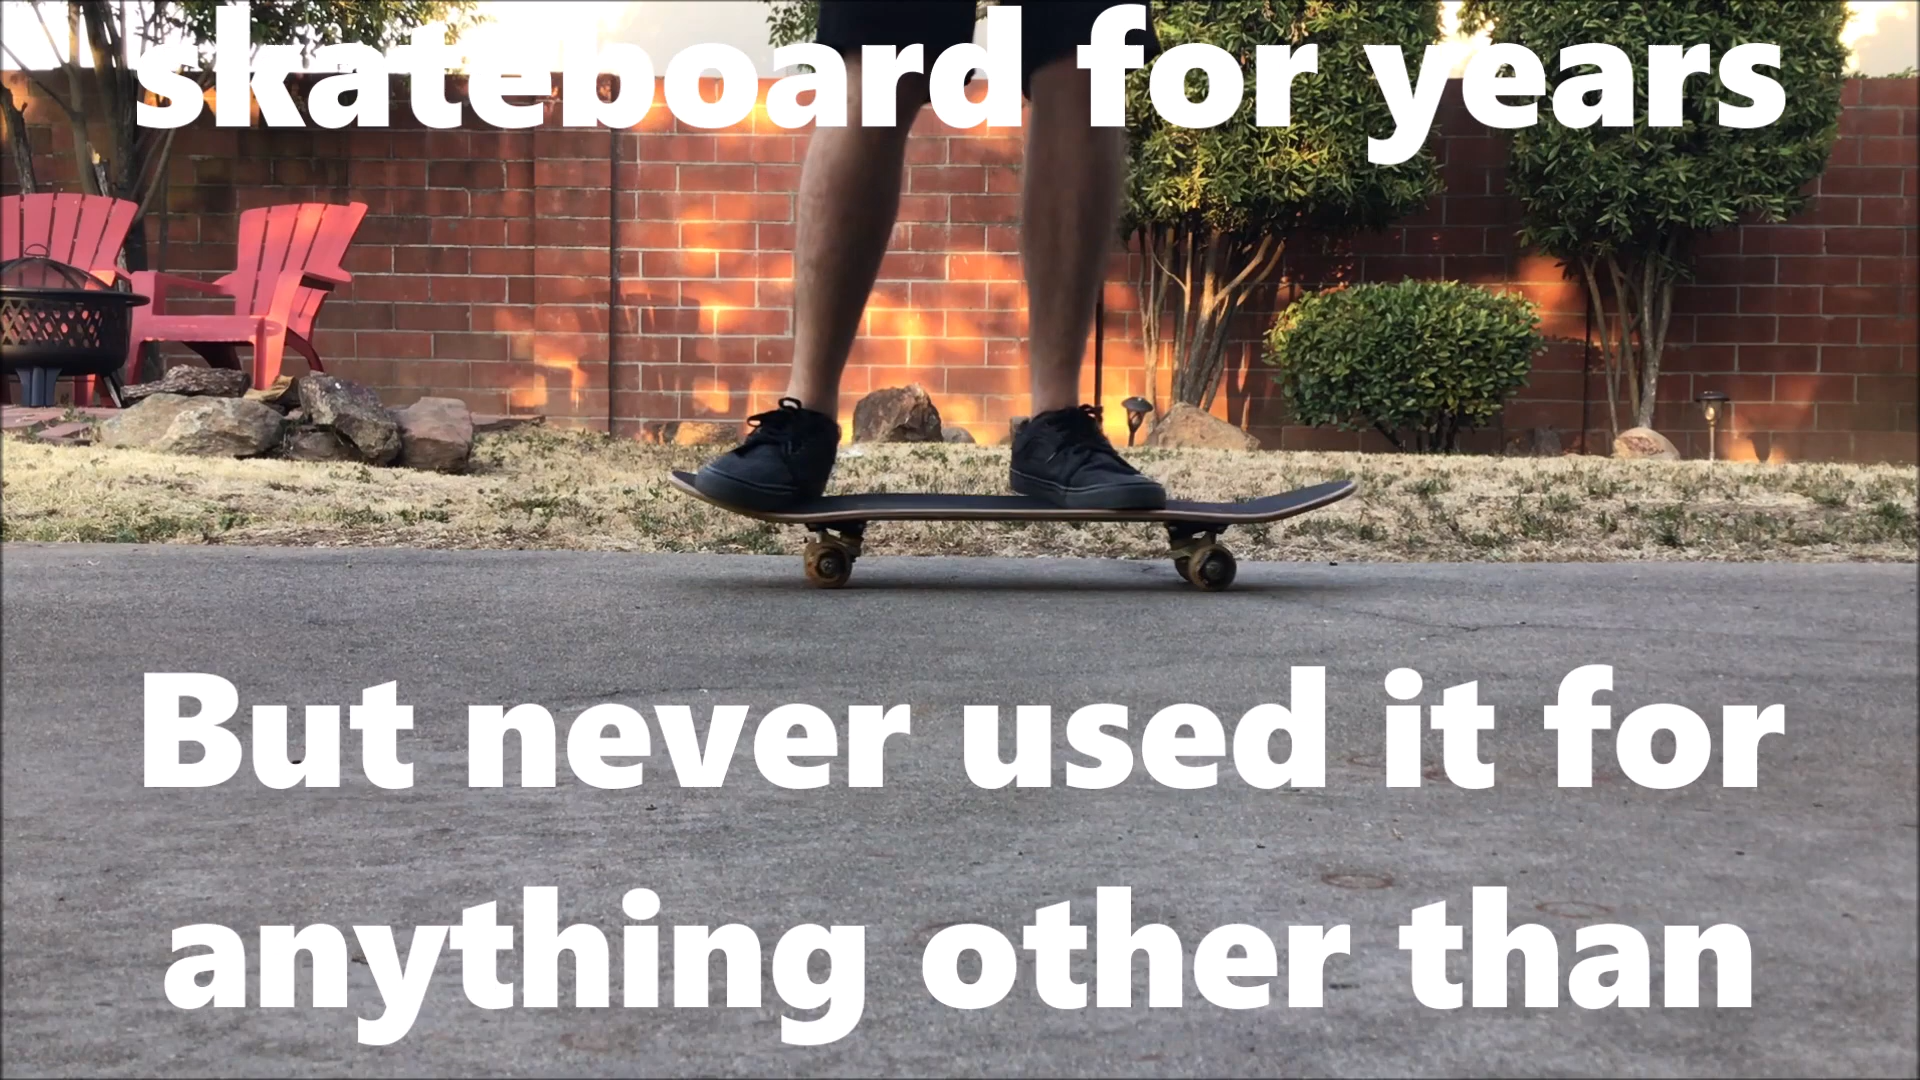 skateboard for years
But never used it for
anything other than